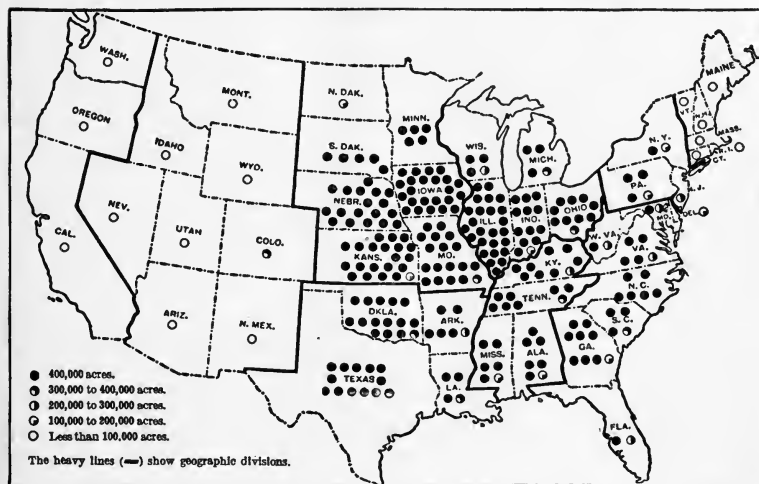 WASH.
MONT.
N. DAK.
MINN.
MAINE
VT.
N.H.
MASS.
R. I.
CT.
OREGON
IDAHO
WYO.
S. DAK.
WIS.
MICH.
N. Y.
NEV.
UTAH
COLO.
NEBR.
IOWA
ILL.
IND.
OHIO
PA.
N.J.
MD.
DEL.
CAL.
KANS.
MO.
KY.
W. VA.
VA.
ARIZ.
N. MEX.
OKLA.
ARK.
TENN.
N. C.
S. C.
TEXAS
LA.
MISS.
ALA.
GA.
FLA.
400,000 acres.
300,000 to 400,000 acres.
200,000 to 300,000 acres.
100,000 to 200,000 acres.
Less than 100,000 acres.
The heavy lines (▬) show geographic divisions.